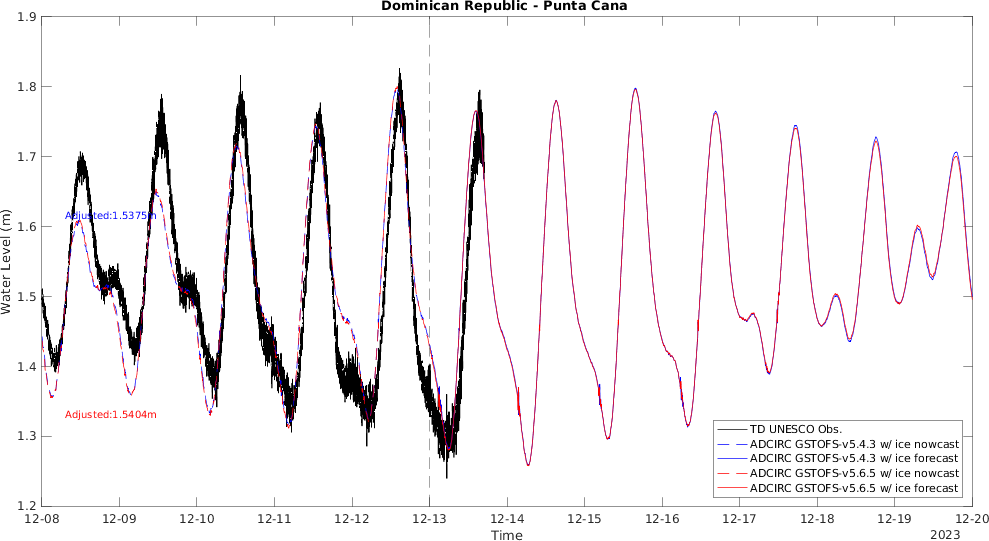 Dominican Republic - Punta Cana
Water Level (m)
1.9
1.8
1.7
1.6
1.5
1.4
1.3
1.2
Adjusted:1.5375m
Adjusted:1.5404m
TD UNESCO Obs.
ADCIRC GSTOFS-v5.4.3 w/ ice nowcast
ADCIRC GSTOFS-v5.4.3 w/ ice forecast
ADCIRC GSTOFS-v5.6.5 w/ ice nowcast
ADCIRC GSTOFS-v5.6.5 w/ ice forecast
12-08 12-09 12-10 12-11 12-12 12-13 12-14 12-15 12-16 12-17 12-18 12-19 12-20
Time
2023